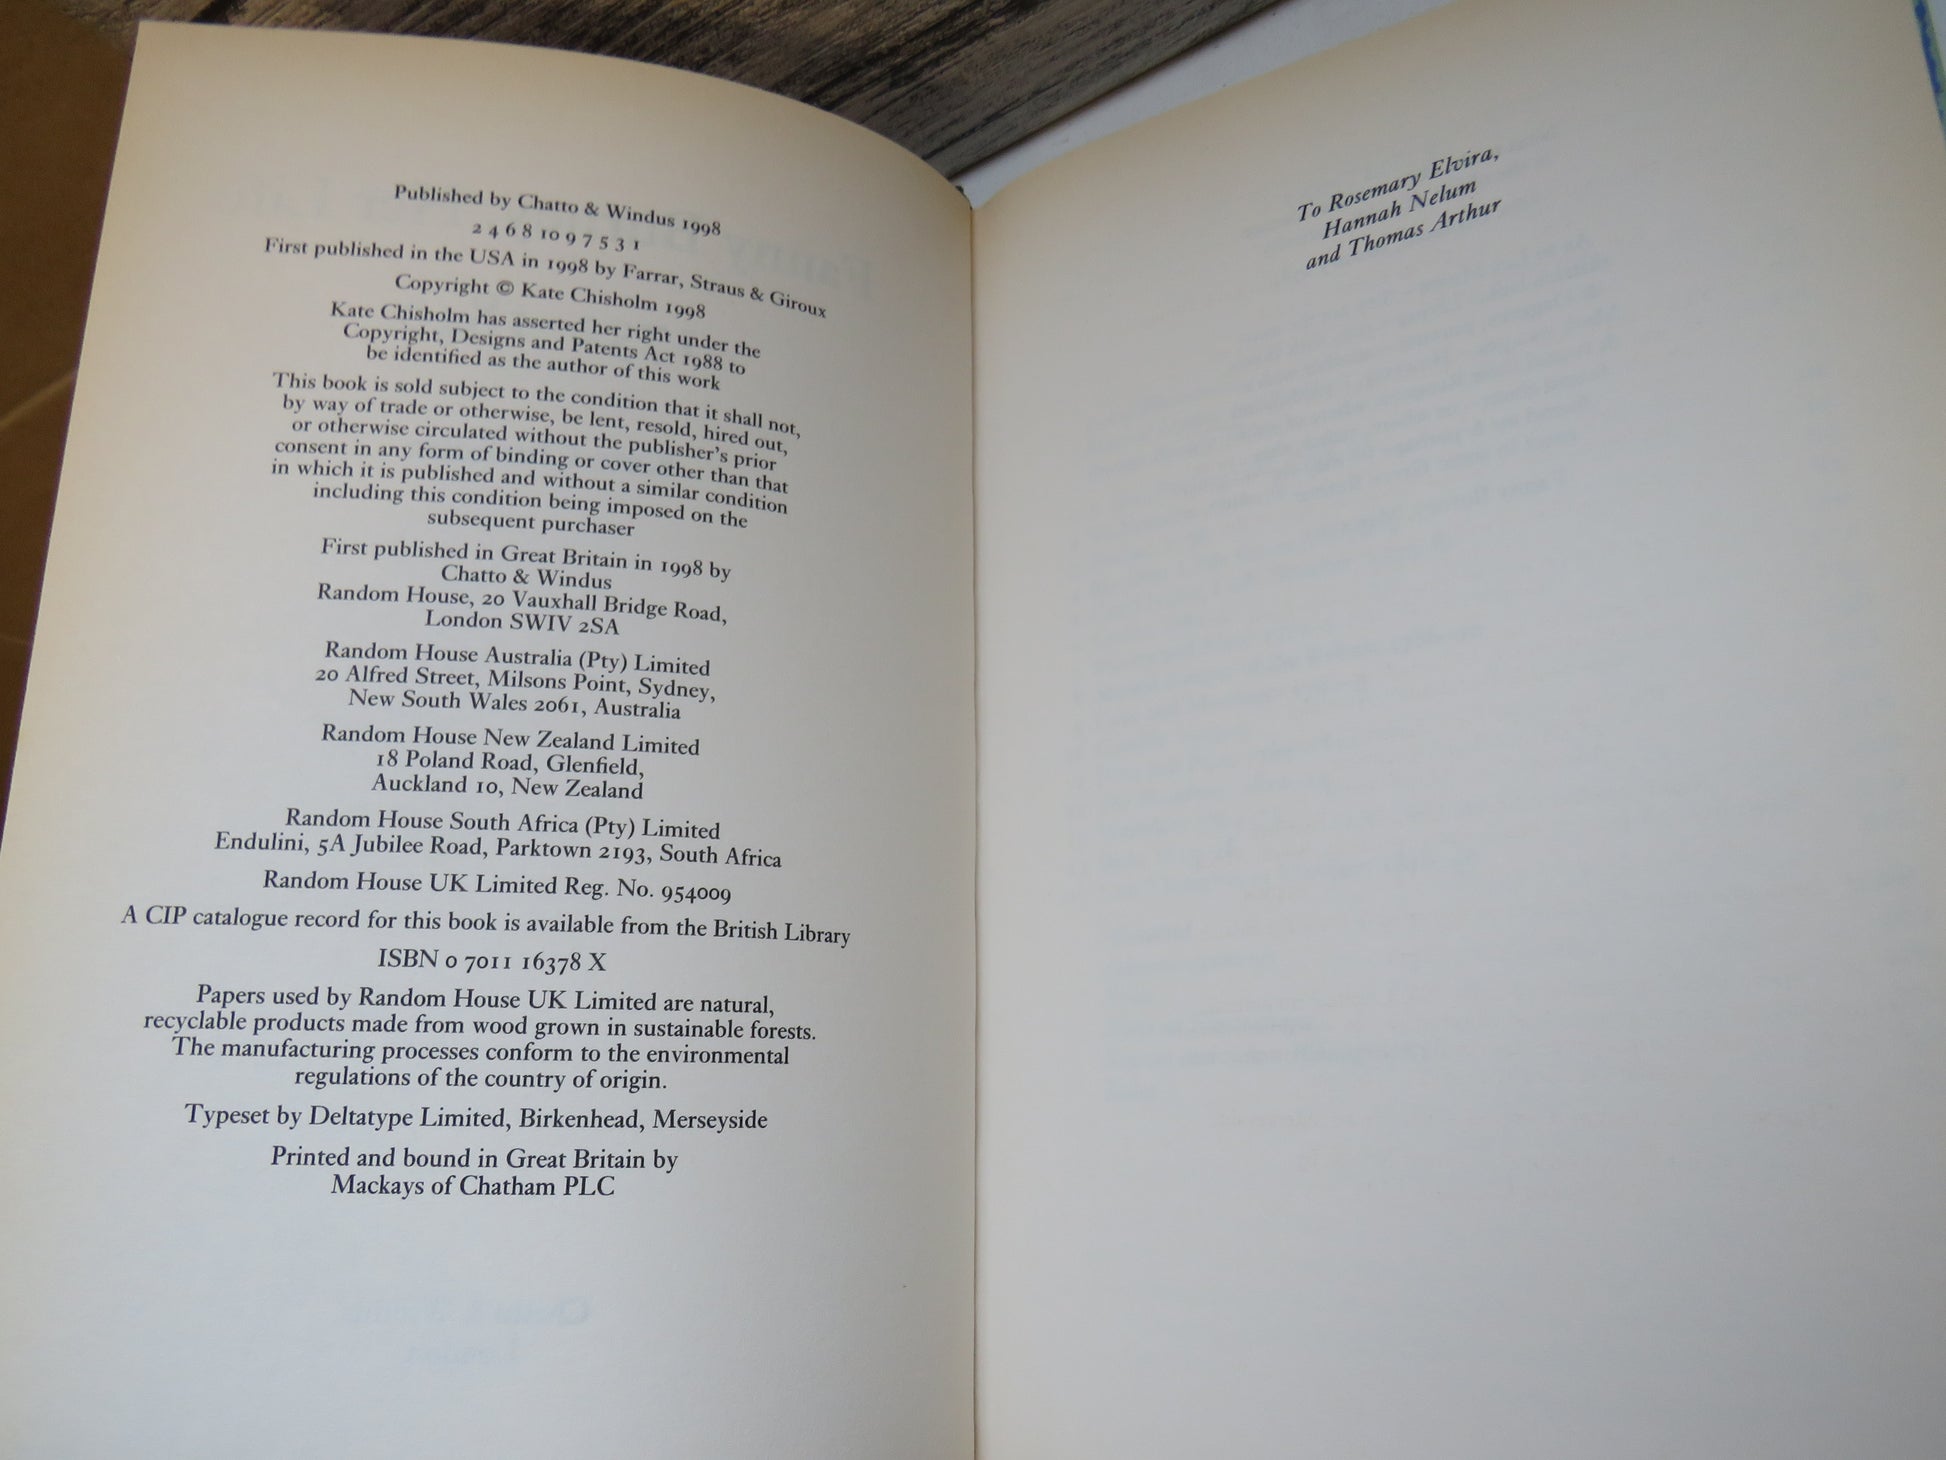 Published by Chatto & Windus 1998
2 4 6 8 10 9 7 5 3 1
First published in the USA in 1998 by Farrar, Straus & Giroux
Copyright © Kate Chisholm 1998
Kate Chisholm has asserted her right under the
Copyright, Designs and Patents Act 1988 to
be identified as the author of this work
This book is sold subject to the condition that it shall not,
by way of trade or otherwise, be lent, resold, hired out,
or otherwise circulated without the publisher's prior
consent in any form of binding or cover other than that
in which it is published and without a similar condition
including this condition being imposed on the
subsequent purchaser
First published in Great Britain in 1998 by
Chatto & Windus
Random House, 20 Vauxhall Bridge Road,
London SWIV 2SA
Random House Australia (Pty) Limited
20 Alfred Street, Milsons Point, Sydney,
New South Wales 2061, Australia
Random House New Zealand Limited
18 Poland Road, Glenfield,
Auckland 10, New Zealand
Random House South Africa (Pty) Limited
Endulini, 5A Jubilee Road, Parktown 2193, South Africa
Random House UK Limited Reg. No. 954009
A CIP catalogue record for this book is available from the British Library
ISBN 0 7011 16378 X
Papers used by Random House UK Limited are natural,
recyclable products made from wood grown in sustainable forests.
The manufacturing processes conform to the environmental
regulations of the country of origin.
Typeset by Deltatype Limited, Birkenhead, Merseyside
Printed and bound in Great Britain by
Mackays of Chatham PLC
To Rosemary Elvira,
Hannah Nelum
and Thomas Arthur